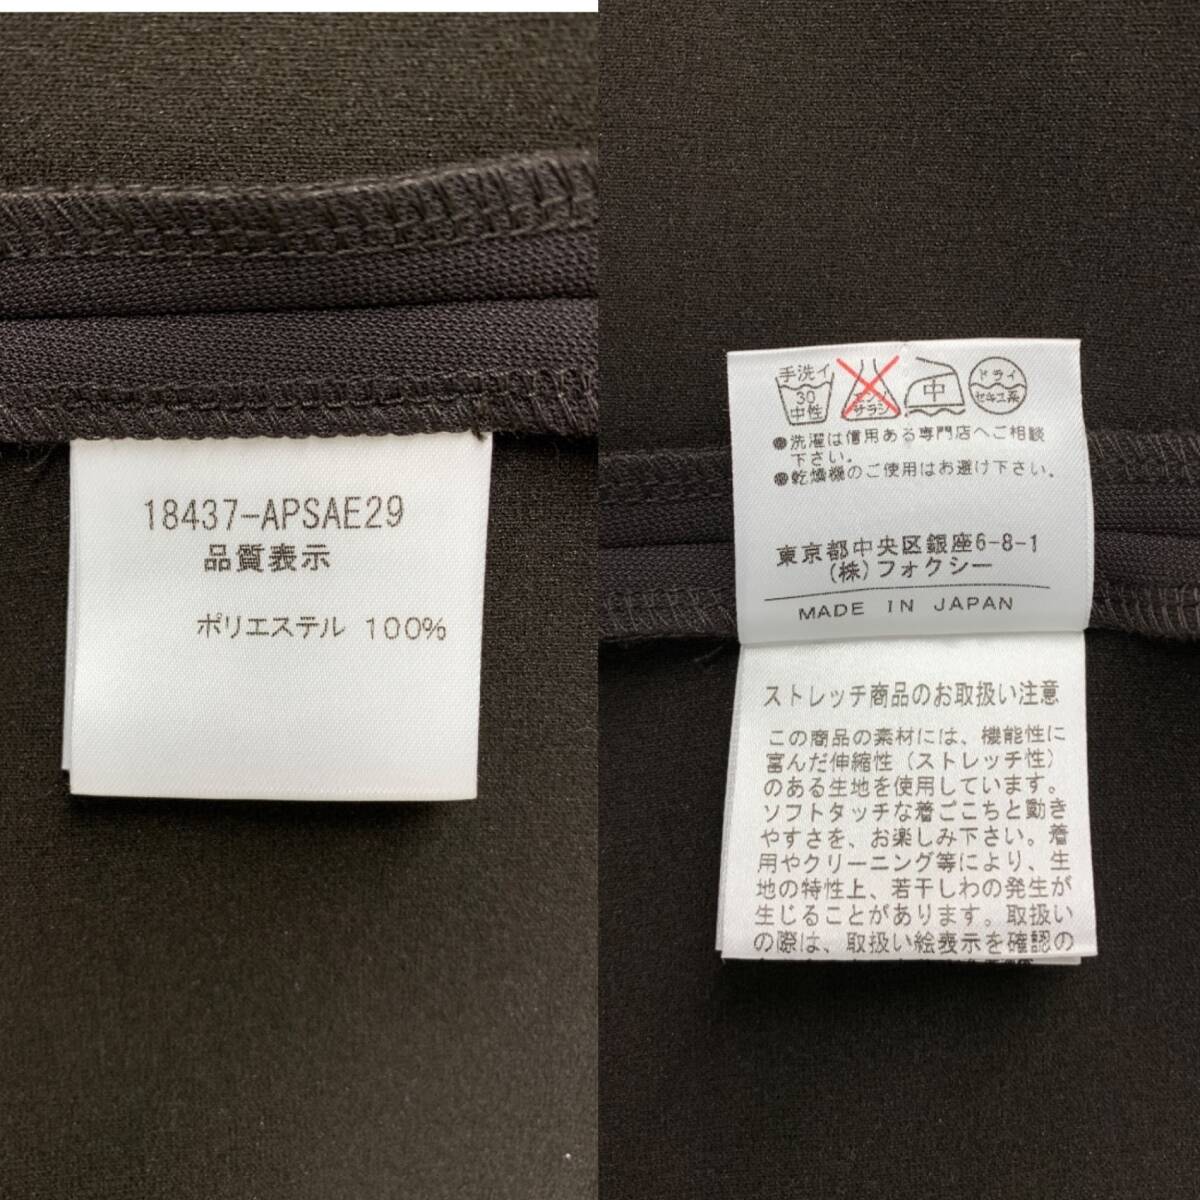 18437-APSAE29
品質表示
ポリエステル 100%
手洗イ
30
中性
エンソ
サラシ
中
ドライ
セキユ系
●洗濯は信用ある専門店へご相談
下さい。
●乾燥機のご使用はお避け下さい。
東京都中央区銀座6-8-1
(株)フォクシー
MADE IN JAPAN
ストレッチ商品のお取扱い注意
この商品の素材には、機能性に
富んだ伸縮性（ストレッチ性）
のある生地を使用しています。
ソフトタッチな着ごこちと動き
やすさを、お楽しみ下さい。着
用やクリーニング等により、生
地の特性上、若干しわの発生が
生じることがあります。取扱い
の際は、取扱い絵表示を確認の